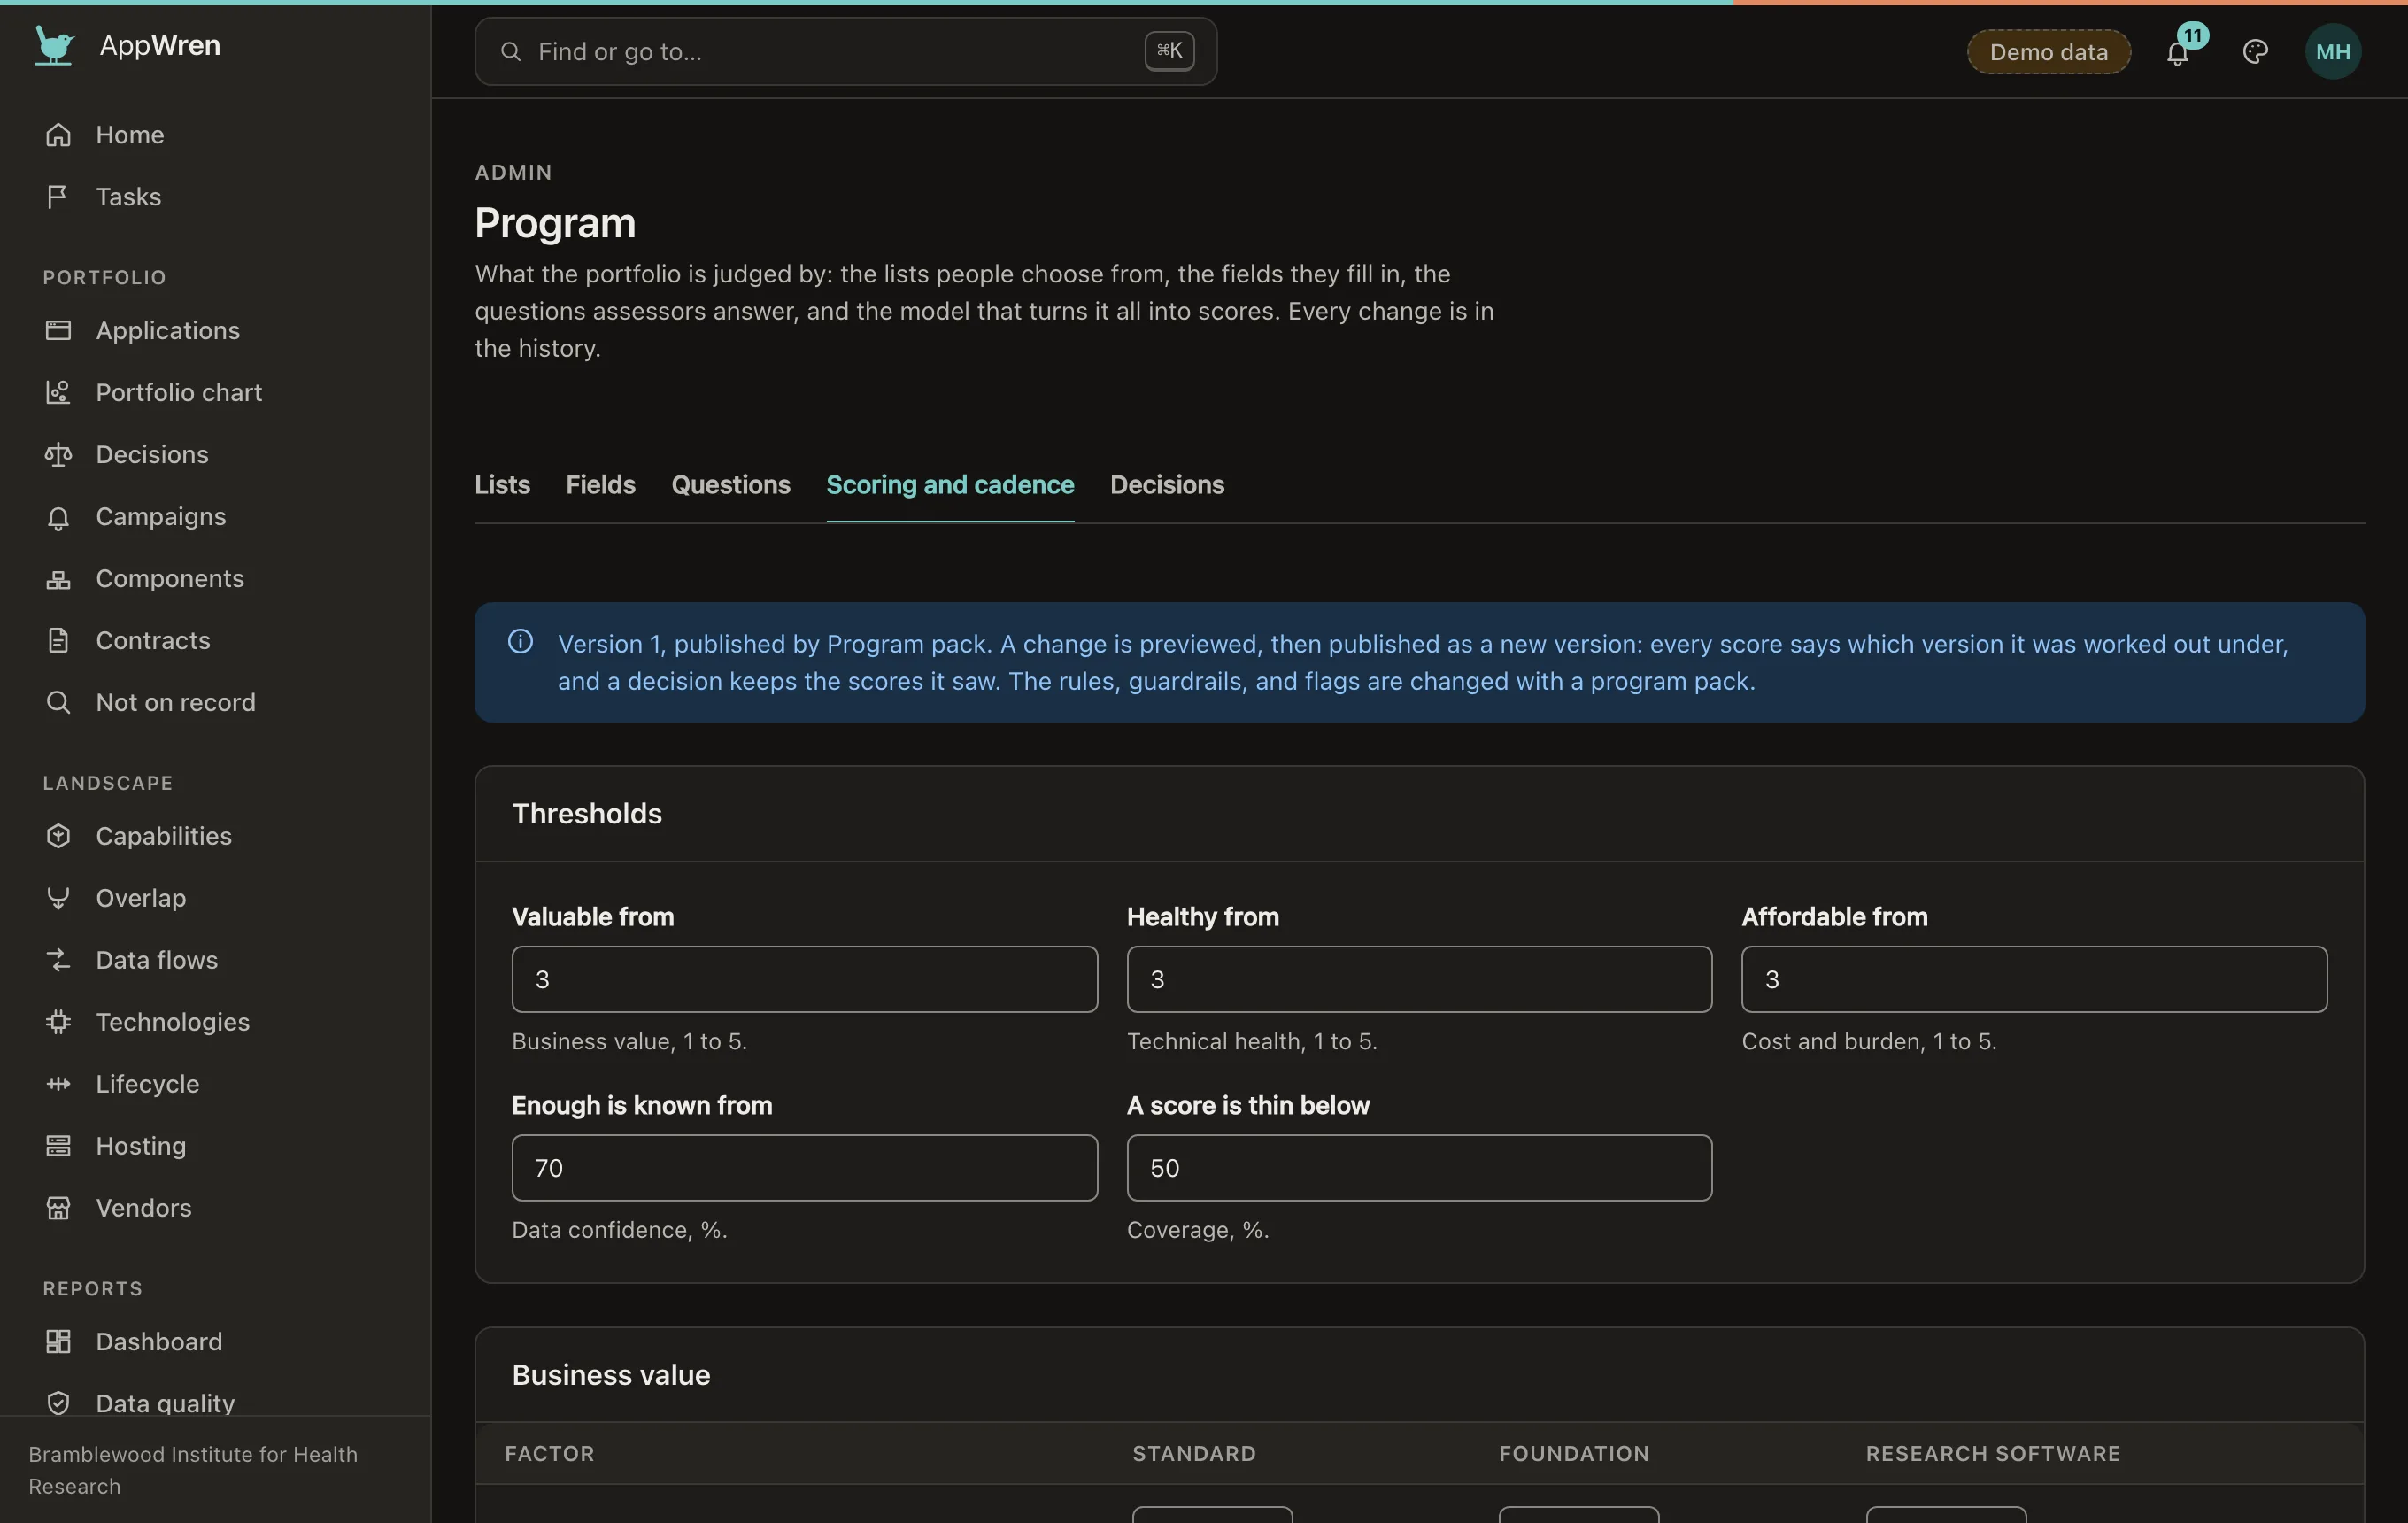 AppWren
Find or go to...
⌘K
Demo data
11
MH
Home
Tasks
PORTFOLIO
Applications
Portfolio chart
Decisions
Campaigns
Components
Contracts
Not on record
LANDSCAPE
Capabilities
Overlap
Data flows
Technologies
Lifecycle
Hosting
Vendors
REPORTS
Dashboard
Data quality
Bramblewood Institute for Health
Research
ADMIN
Program
What the portfolio is judged by: the lists people choose from, the fields they fill in, the
questions assessors answer, and the model that turns it all into scores. Every change is in
the history.
Lists Fields Questions Scoring and cadence Decisions
Version 1, published by Program pack. A change is previewed, then published as a new version: every score says which version it was worked out under,
and a decision keeps the scores it saw. The rules, guardrails, and flags are changed with a program pack.
Thresholds
Valuable from Healthy from Affordable from
3 3 3
Business value, 1 to 5. Technical health, 1 to 5. Cost and burden, 1 to 5.
Enough is known from A score is thin below
70 50
Data confidence, %. Coverage, %.
Business value
FACTOR STANDARD FOUNDATION RESEARCH SOFTWARE